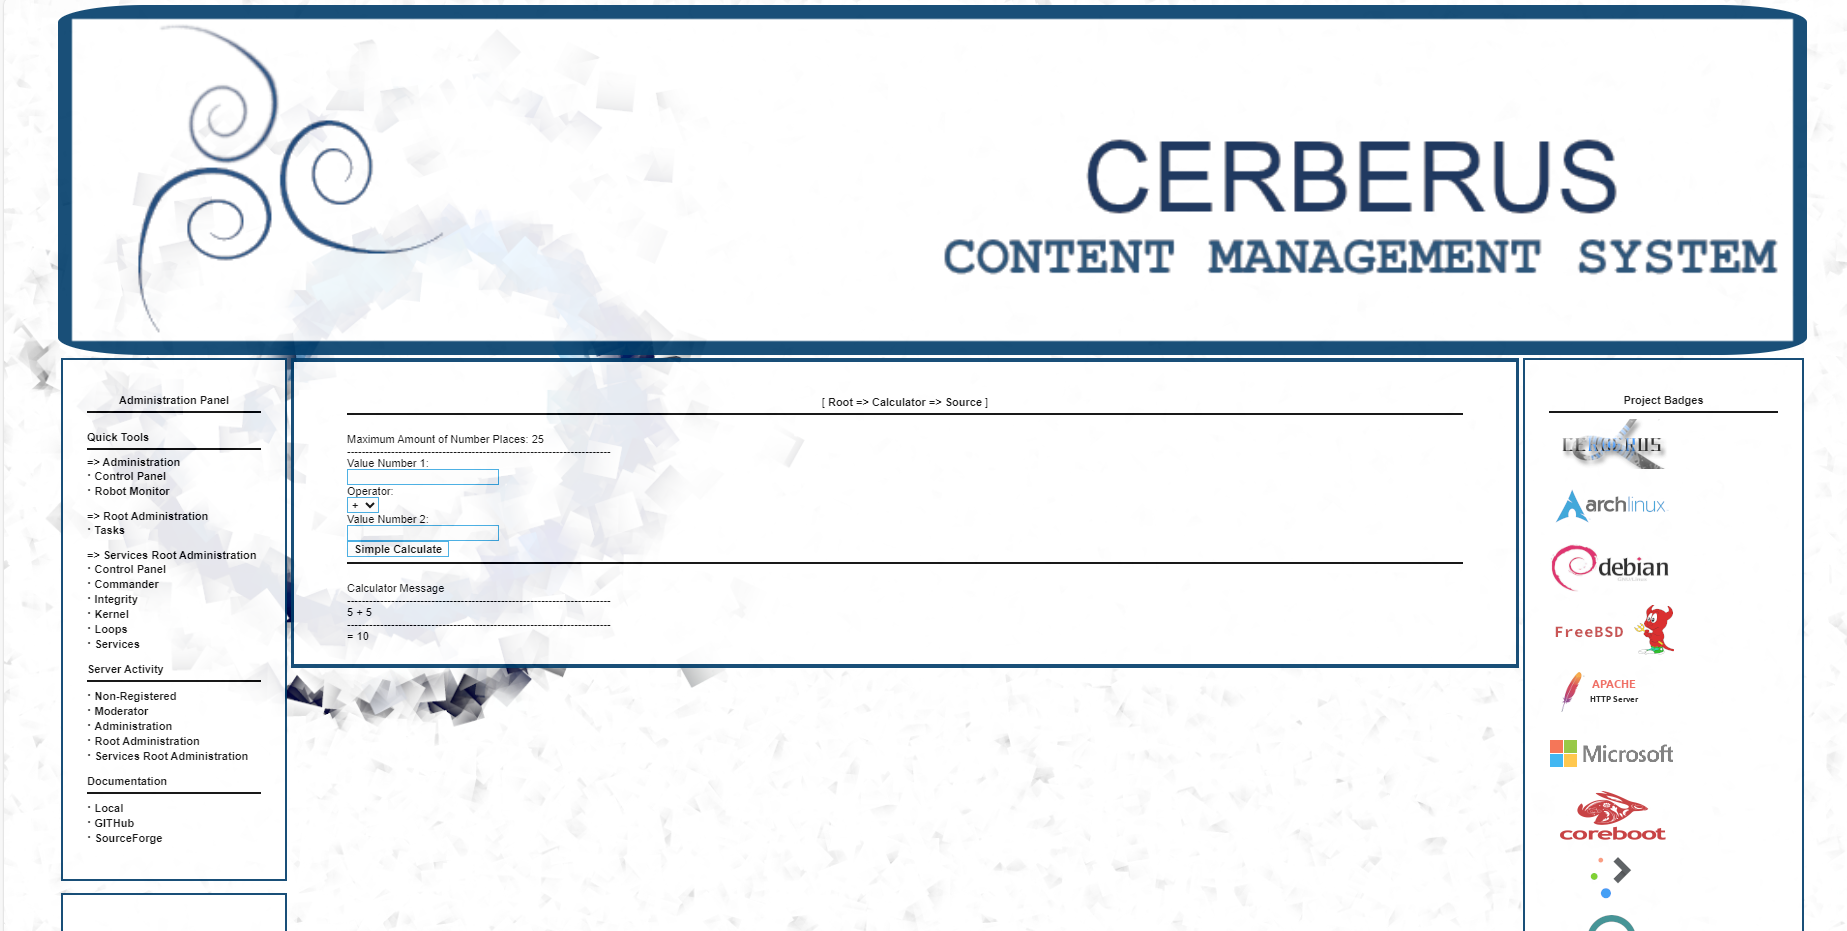 CERBERUS
CONTENT MANAGEMENT SYSTEM
Administration Panel
Quick Tools
=> Administration
· Control Panel
· Robot Monitor
=> Root Administration
· Tasks
=> Services Root Administration
· Control Panel
· Commander
· Integrity
· Kernel
· Loops
· Services
Server Activity
· Non-Registered
· Moderator
· Administration
· Root Administration
· Services Root Administration
Documentation
· Local
· GITHub
· SourceForge
[ Root => Calculator => Source ]
Maximum Amount of Number Places: 25
Value Number 1:
Operator:
+
Value Number 2:
Simple Calculate
Calculator Message
5 + 5
= 10
Project Badges
CERBERUS
archlinux
debian
FreeBSD
APACHE
HTTP Server
Microsoft
coreboot